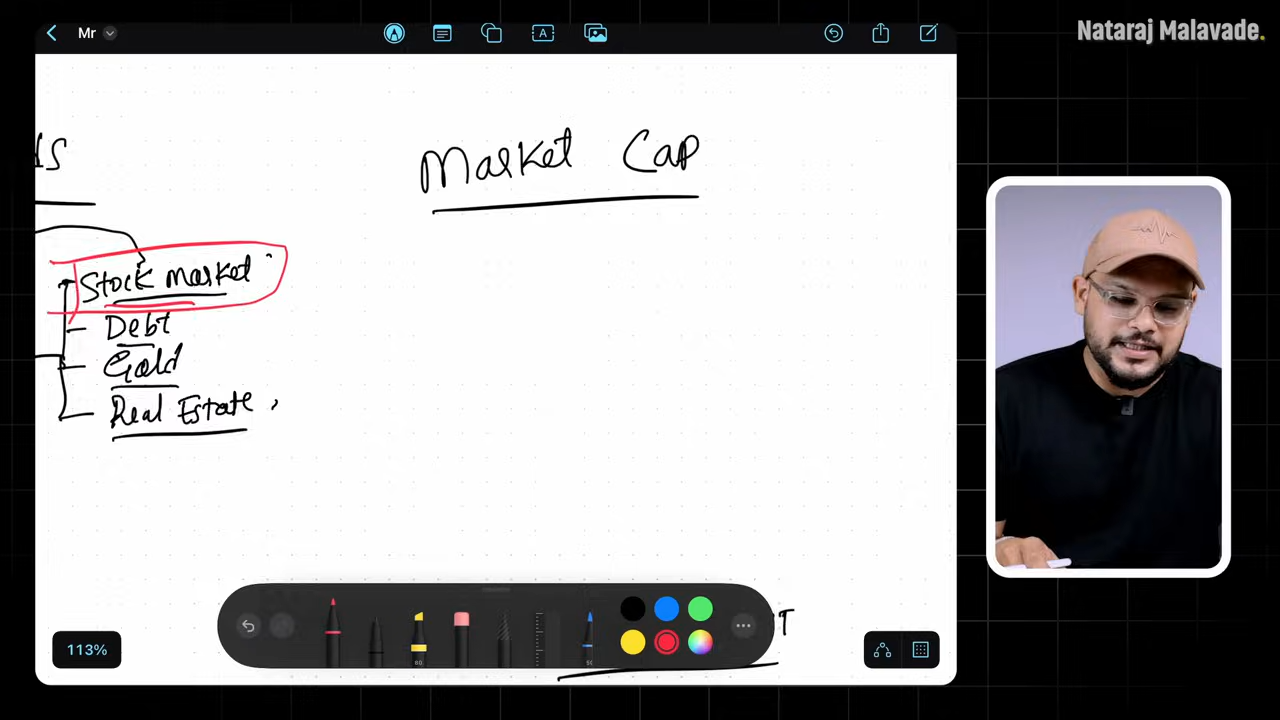 Mr
Nataraj Malavade.
Market Cap
Stock market
Debt
Gold
Real Estate
113%